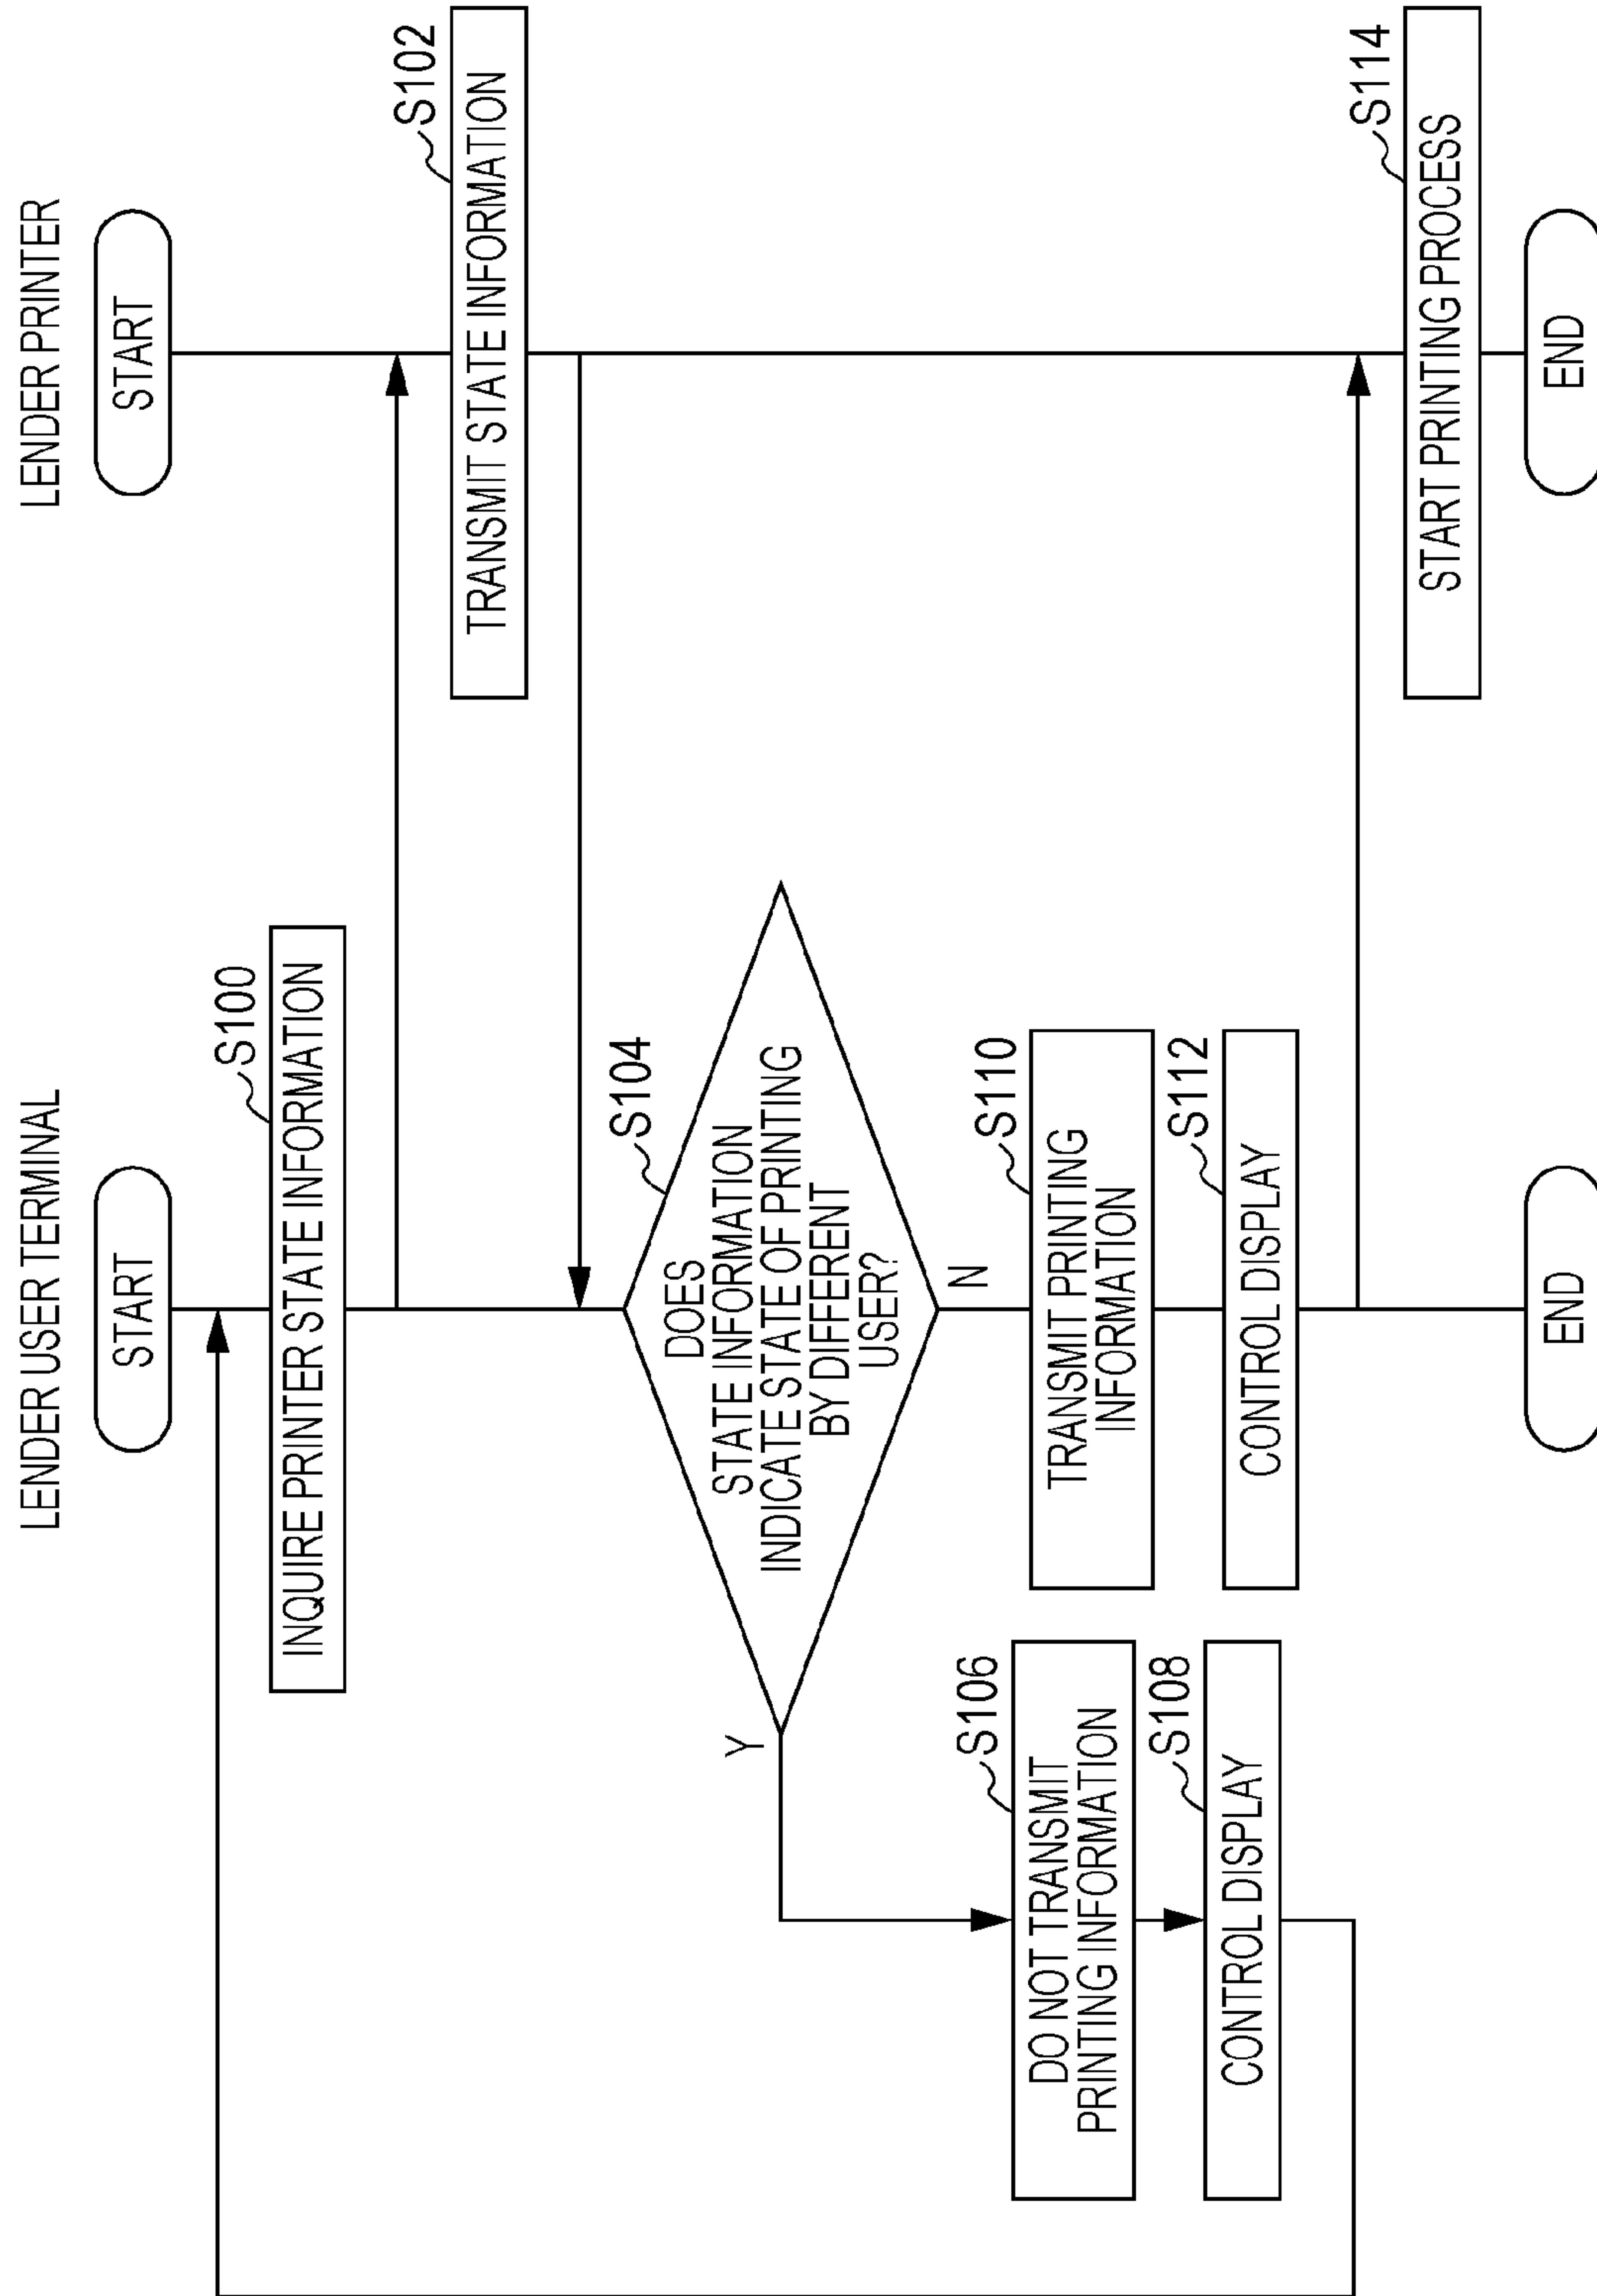 LENDER USER TERMINAL
LENDER PRINTER
START
START
S100
INQUIRE PRINTER STATE INFORMATION
S102
TRANSMIT STATE INFORMATION
S104
DOES
STATE INFORMATION
INDICATE STATE OF PRINTING
BY DIFFERENT
USER?
Y
N
S106
DO NOT TRANSMIT
PRINTING INFORMATION
S110
TRANSMIT PRINTING
INFORMATION
S108
CONTROL DISPLAY
S112
CONTROL DISPLAY
S114
START PRINTING PROCESS
END
END